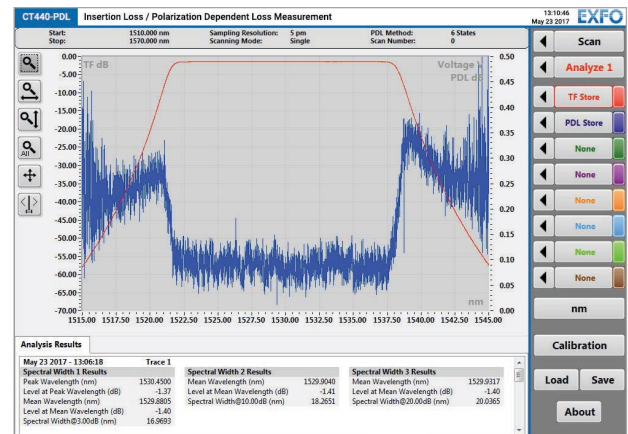 CT440-PDL Insertion Loss / Polarization Dependent Loss Measurement 13:10:46 May 23 2017 EXFO
Start: 1510.000 nm Sampling Resolution: 5 pm PDL Method: 6 States
Stop: 1570.000 nm Scanning Mode: Single Scan Number: 0
TF dB
Voltage V
PDL dB
0.00
-5.00
-10.00
-15.00
-20.00
-25.00
-30.00
-35.00
-40.00
-45.00
-50.00
-55.00
-60.00
-65.00
-70.00
0.50
0.45
0.40
0.35
0.30
0.25
0.20
0.15
0.10
0.05
0.00
nm
1515.00 1517.50 1520.00 1522.50 1525.00 1527.50 1530.00 1532.50 1535.00 1537.50 1540.00 1542.50 1545.00
All
Scan
Analyze 1
TF Store
PDL Store
None
None
None
None
None
None
nm
Calibration
Load Save
About
Analysis Results
May 23 2017 - 13:06:18 Trace 1
Spectral Width 1 Results
Peak Wavelength (nm) 1530.4500
Level at Peak Wavelength (dB) -1.37
Mean Wavelength (nm) 1529.8805
Level at Mean Wavelength (dB) -1.40
Spectral Width@3.00dB (nm) 16.9693
Spectral Width 2 Results
Mean Wavelength (nm) 1529.9040
Level at Mean Wavelength (dB) -1.41
Spectral Width@10.00dB (nm) 18.2651
Spectral Width 3 Results
Mean Wavelength (nm) 1529.9317
Level at Mean Wavelength (dB) -1.40
Spectral Width@20.00dB (nm) 20.0365